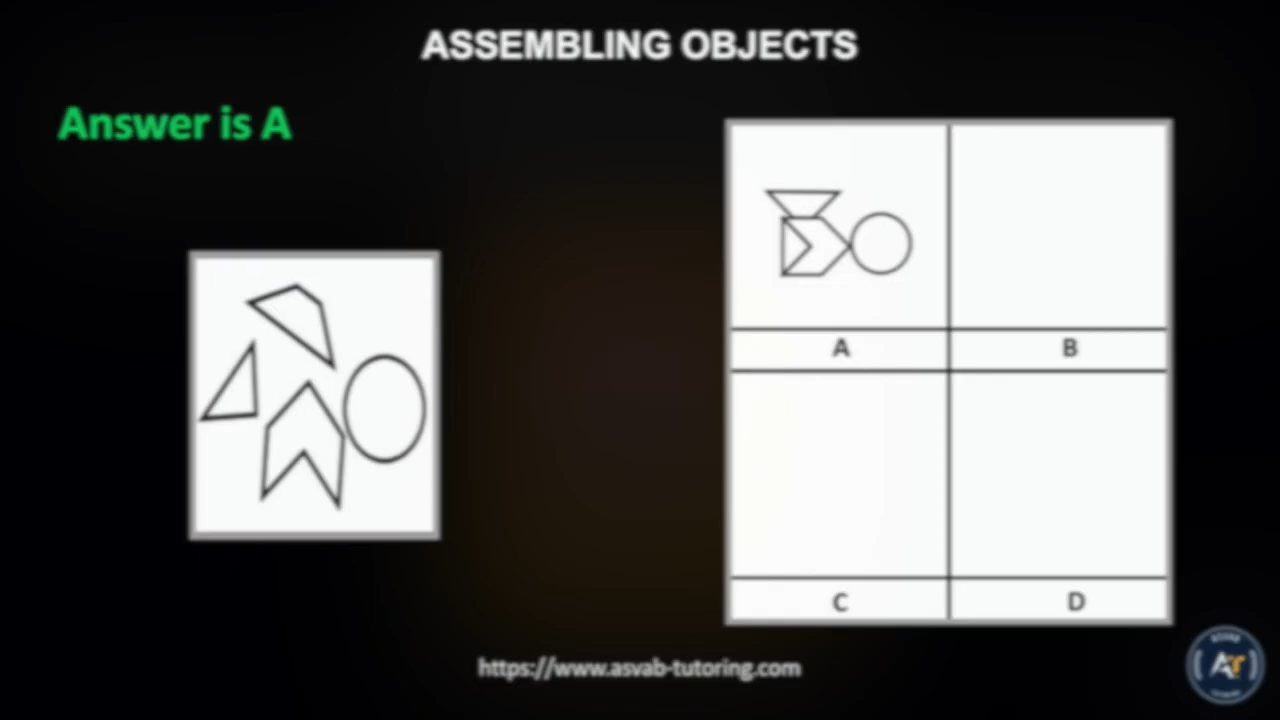 ASSEMBLING OBJECTS
Answer is A
A
B
C
D
https://www.asvab-tutoring.com